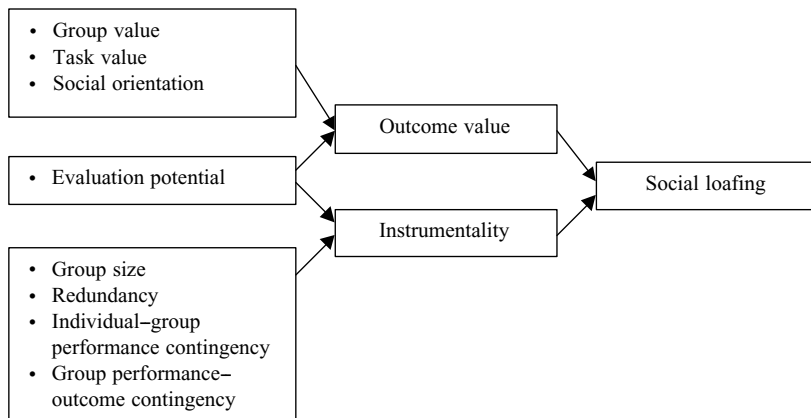 • Group value
• Task value
• Social orientation
Outcome value
• Evaluation potential
Social loafing
Instrumentality
• Group size
• Redundancy
• Individual–group
performance contingency
• Group performance–
outcome contingency